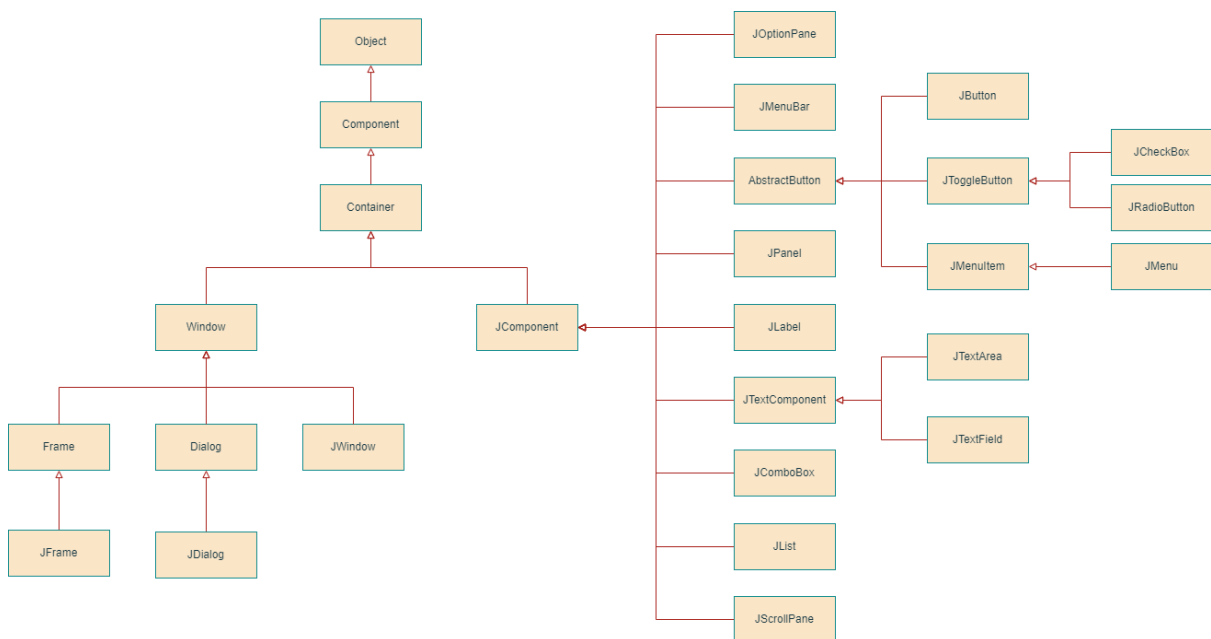 Object
Component
Container
Window
JComponent
Frame
Dialog
JWindow
JFrame
JDialog
JOptionPane
JMenuBar
AbstractButton
JPanel
JLabel
JTextComponent
JComboBox
JList
JScrollPane
JButton
JToggleButton
JMenuItem
JTextArea
JTextField
JCheckBox
JRadioButton
JMenu